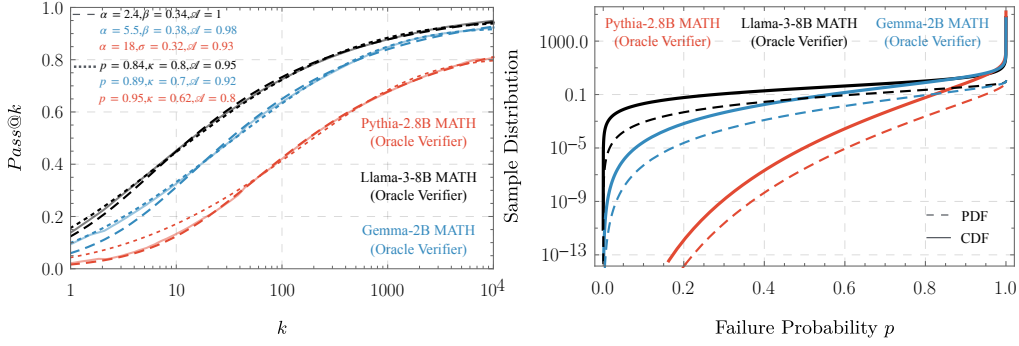 α = 2.4, β = 0.34, 𝒜 = 1
α = 5.5, β = 0.38, 𝒜 = 0.98
α = 18, σ = 0.32, 𝒜 = 0.93
p = 0.84, κ = 0.8, 𝒜 = 0.95
p = 0.89, κ = 0.7, 𝒜 = 0.92
p = 0.95, κ = 0.62, 𝒜 = 0.8
Pythia-2.8B MATH
(Oracle Verifier)
Llama-3-8B MATH
(Oracle Verifier)
Gemma-2B MATH
(Oracle Verifier)
Pass@k
1.0
0.8
0.6
0.4
0.2
0.0
1 10 100 1000 10⁴
k
Pythia-2.8B MATH
(Oracle Verifier)
Llama-3-8B MATH
(Oracle Verifier)
Gemma-2B MATH
(Oracle Verifier)
Sample Distribution
1000.0
0.1
10⁻⁵
10⁻⁹
10⁻¹³
PDF
CDF
0.0 0.2 0.4 0.6 0.8 1.0
Failure Probability p